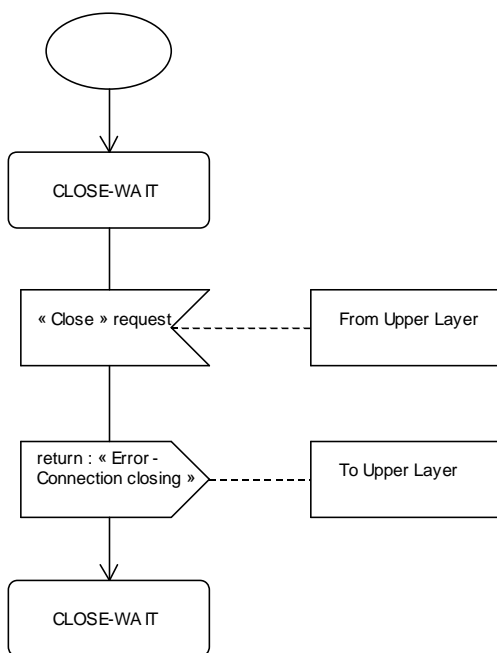 CLOSE-WAIT
« Close » request
From Upper Layer
return : « Error -
Connection closing »
To Upper Layer
CLOSE-WAIT